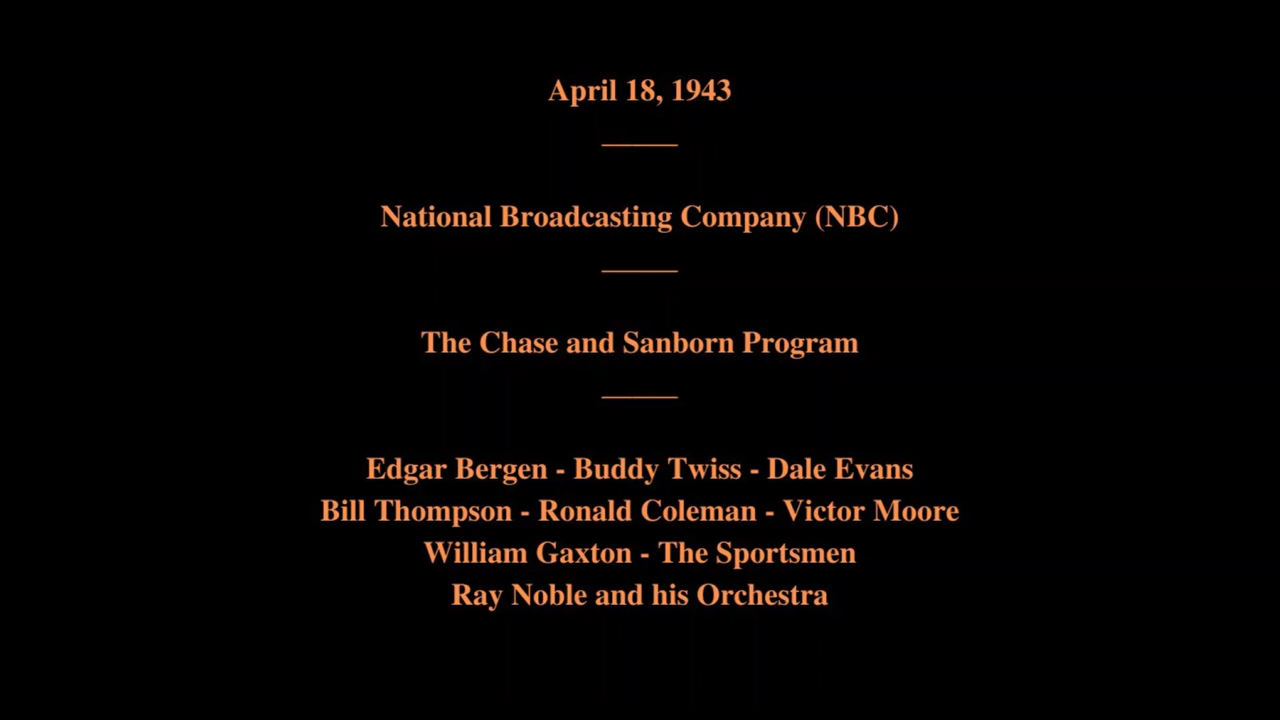 April 18, 1943
National Broadcasting Company (NBC)
The Chase and Sanborn Program
Edgar Bergen - Buddy Twiss - Dale Evans
Bill Thompson - Ronald Coleman - Victor Moore
William Gaxton - The Sportsmen
Ray Noble and his Orchestra